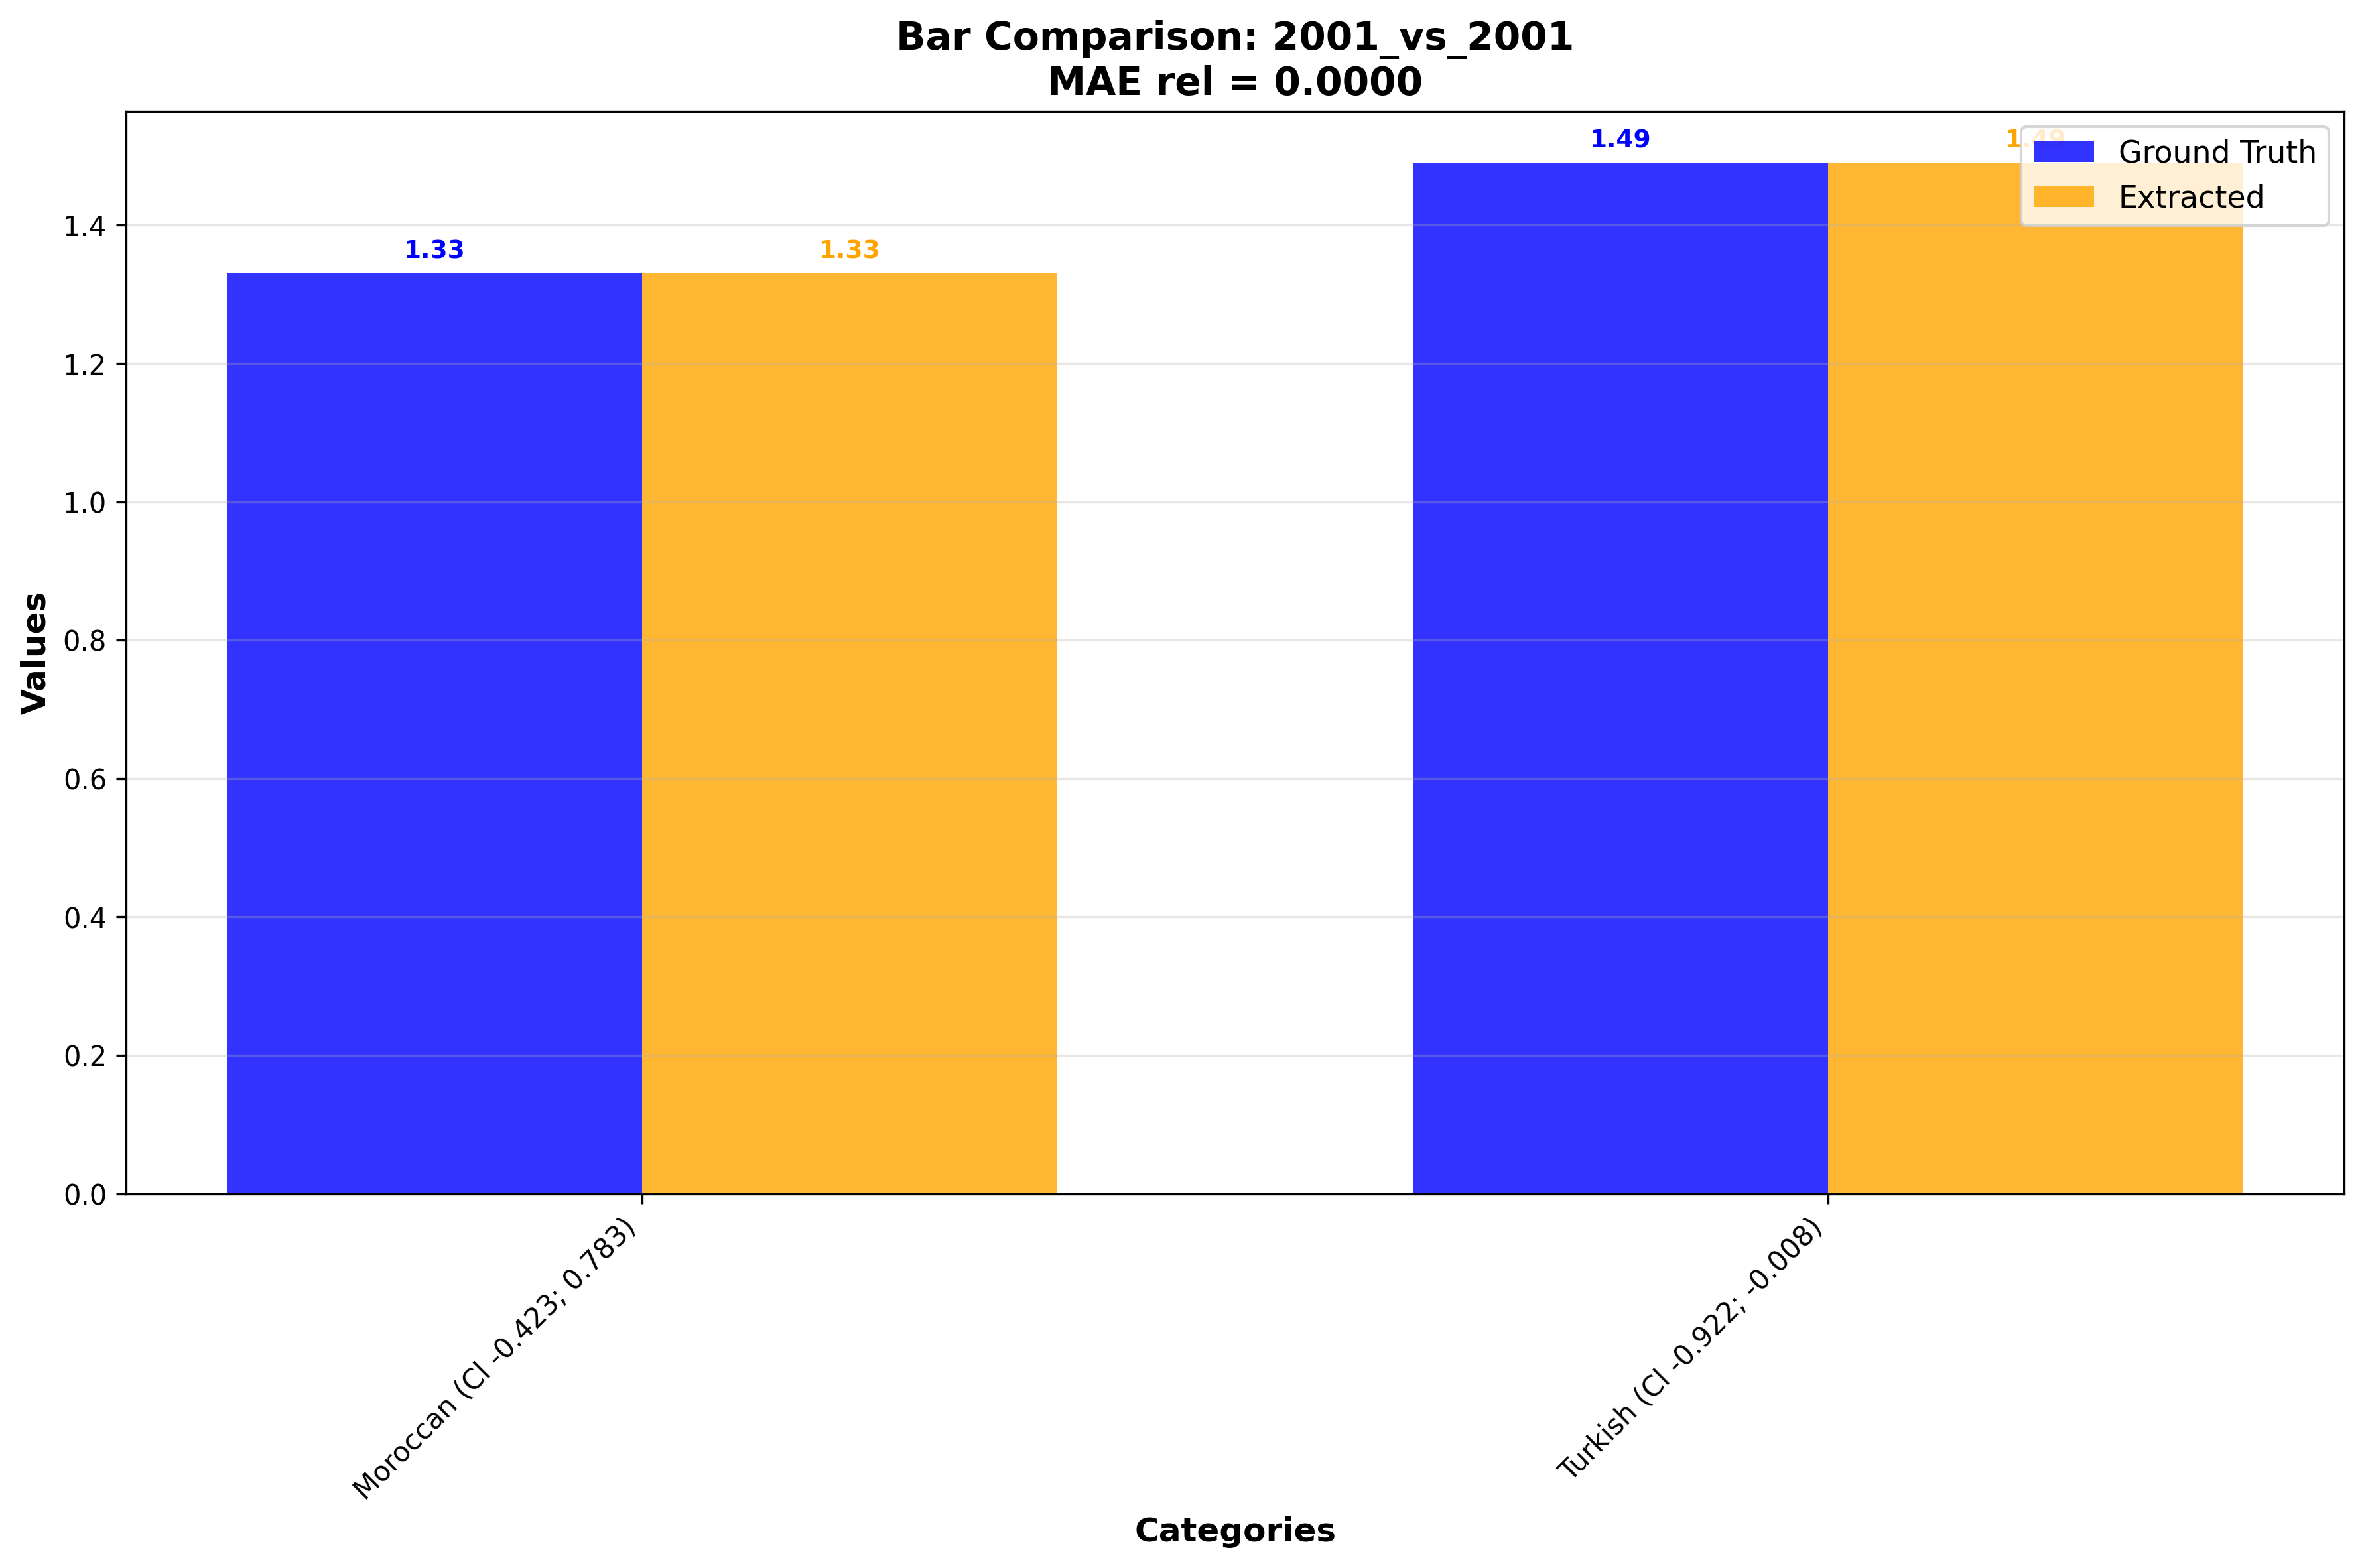 Bar Comparison: 2001_vs_2001
MAE rel = 0.0000
1.49
1.49
Ground Truth
Extracted
1.33
1.33
1.4
1.2
1.0
0.8
0.6
0.4
0.2
0.0
Values
Moroccan (CI -0.423; 0.783)
Turkish (CI -0.922; -0.008)
Categories